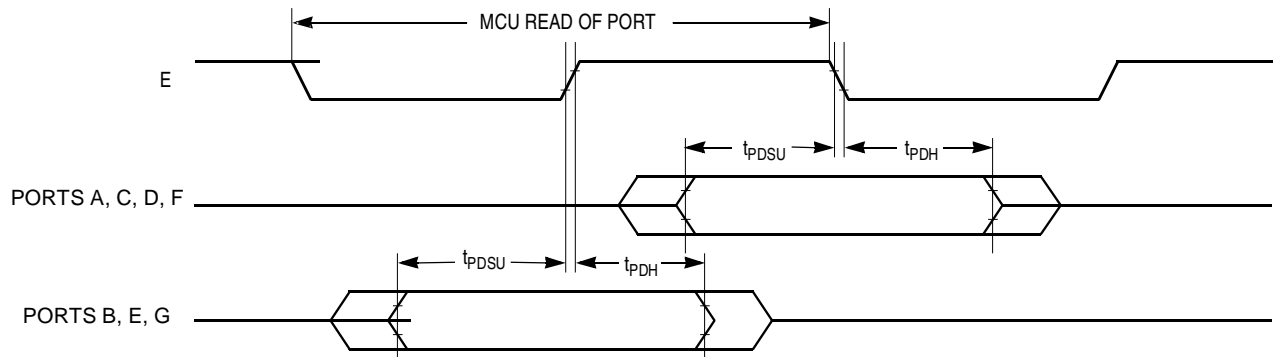 MCU READ OF PORT
E
tPDSU
tPDH
PORTS A, C, D, F
tPDSU
tPDH
PORTS B, E, G